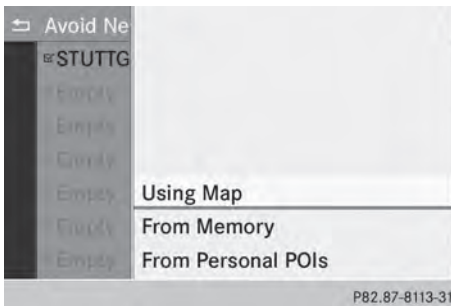 Avoid Ne
STUTTG
Empty
Empty
Empty
Empty
Using Map
Empty
From Memory
Empty
From Personal POIs
P82.87-8113-31